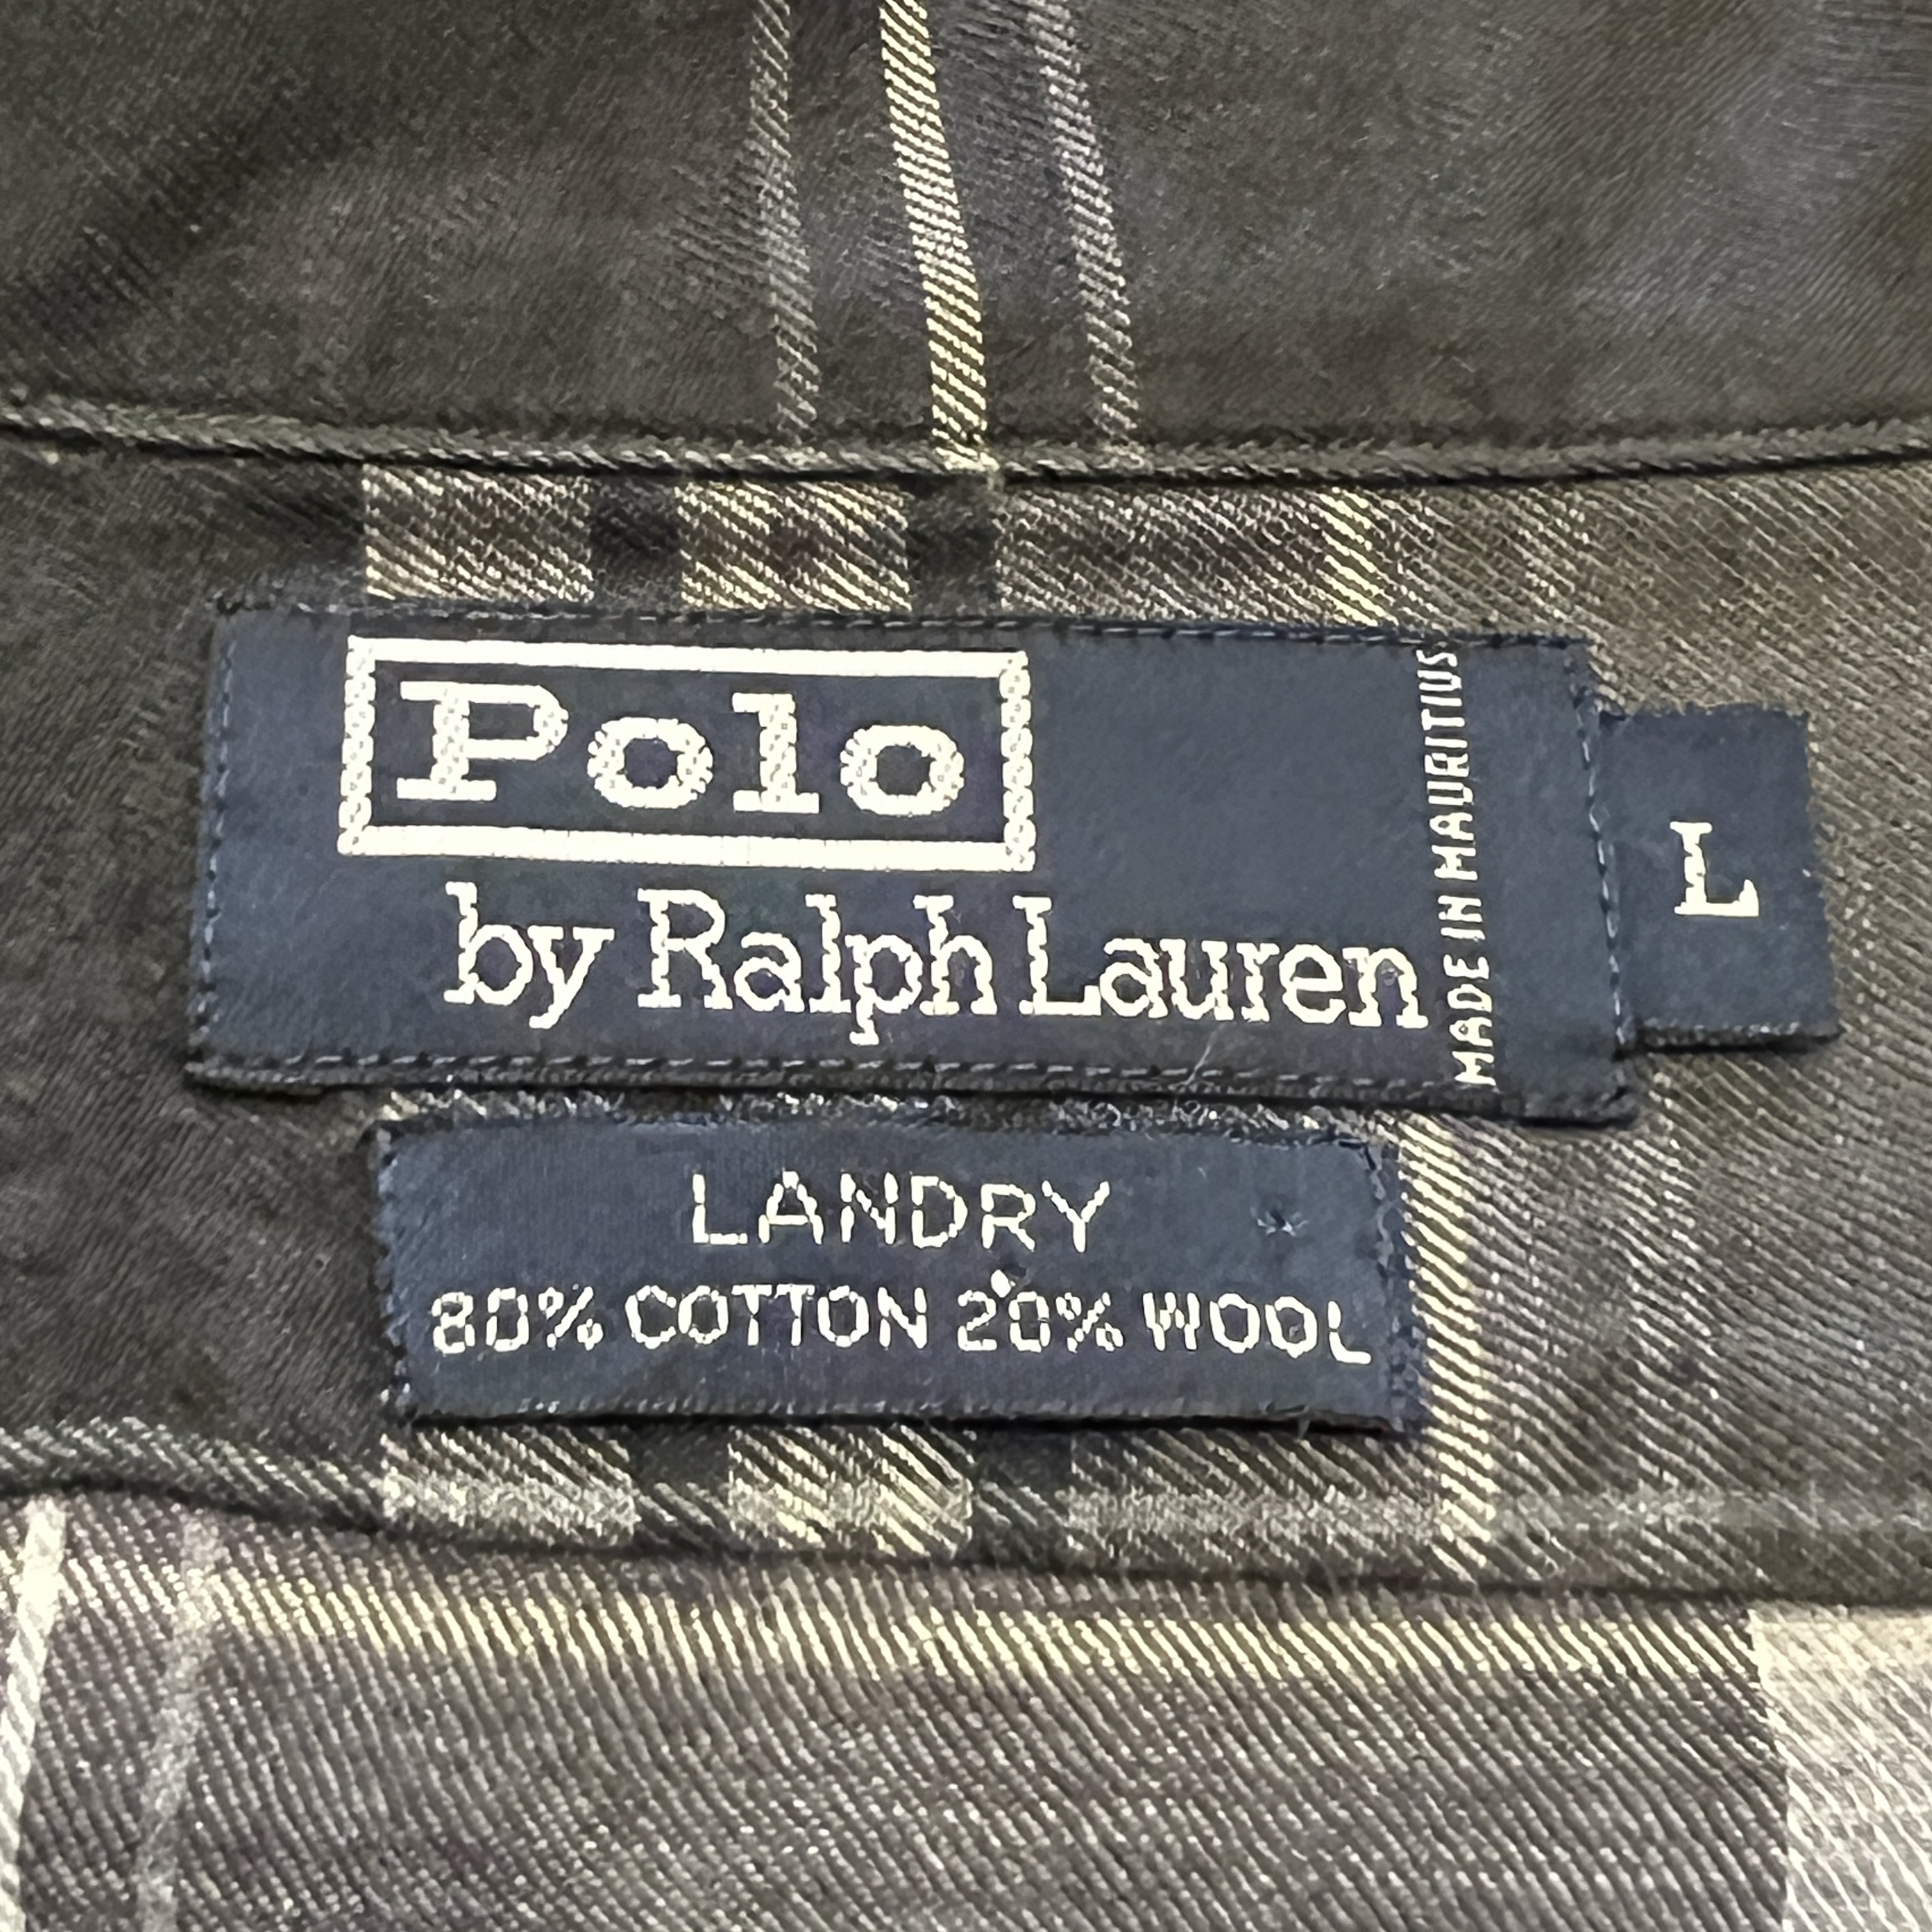 Polo
by Ralph Lauren
MADE IN MAURITIUS
L
LANDRY
80% COTTON 20% WOOL